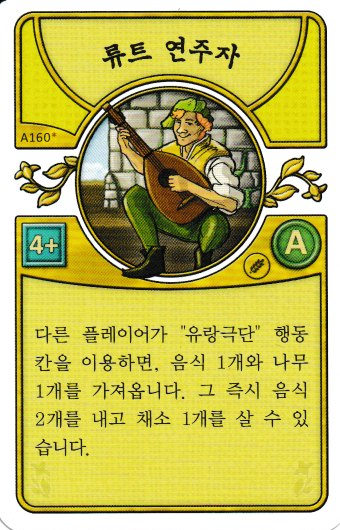 류트 연주자
A160*
4+
A
다른 플레이어가 "유랑극단" 행동
칸을 이용하면, 음식 1개와 나무
1개를 가져옵니다. 그 즉시 음식
2개를 내고 채소 1개를 살 수 있
습니다.